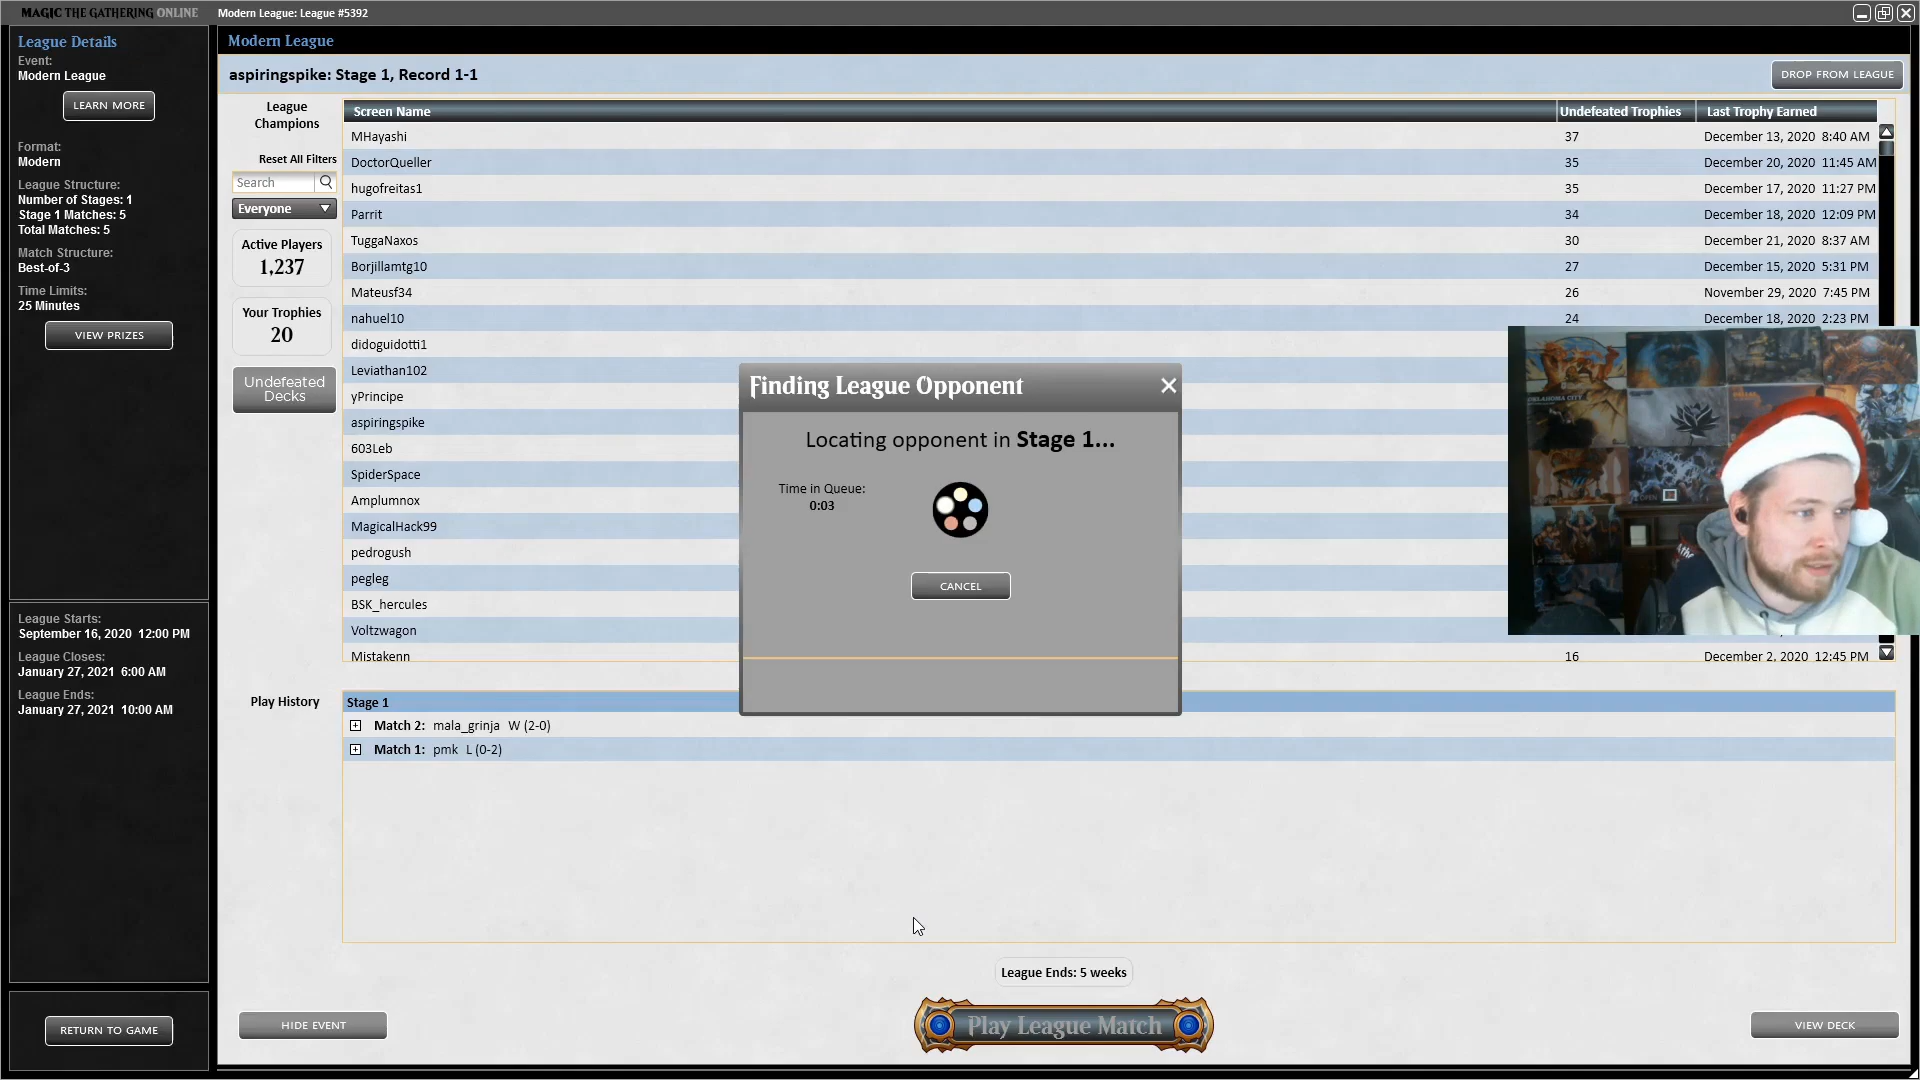 MAGIC THE GATHERING ONLINE
Modern League: League #5392
League Details
Event:
Modern League
LEARN MORE
Format:
Modern
League Structure:
Number of Stages: 1
Stage 1 Matches: 5
Total Matches: 5
Match Structure:
Best-of-3
Time Limits:
25 Minutes
VIEW PRIZES
League Starts:
September 16, 2020 12:00 PM
League Closes:
January 27, 2021 6:00 AM
League Ends:
January 27, 2021 10:00 AM
RETURN TO GAME
Modern League
aspiringspike: Stage 1, Record 1-1
DROP FROM LEAGUE
League
Champions
Reset All Filters
Search
Everyone
Active Players
1,237
Your Trophies
20
Undefeated
Decks
Screen Name Undefeated Trophies Last Trophy Earned
MHayashi 37 December 13, 2020 8:40 AM
DoctorQueller 35 December 20, 2020 11:45 AM
hugofreitas1 35 December 17, 2020 11:27 PM
Parrit 34 December 18, 2020 12:09 PM
TuggaNaxos 30 December 21, 2020 8:37 AM
Borjillamtg10 27 December 15, 2020 5:31 PM
Mateusf34 26 November 29, 2020 7:45 PM
nahuel10 24 December 18, 2020 2:23 PM
didoguidotti1
Leviathan102
yPrincipe
aspiringspike
603Leb
SpiderSpace
Amplumnox
MagicalHack99
pedrogush
pegleg
BSK_hercules
Voltzwagon
Mistakenn 16 December 2, 2020 12:45 PM
Finding League Opponent
Locating opponent in Stage 1...
Time in Queue:
0:03
CANCEL
OKLAHOMA CITY
Play History
Stage 1
Match 2: mala_grinja W (2-0)
Match 1: pmk L (0-2)
League Ends: 5 weeks
HIDE EVENT
Play League Match
VIEW DECK